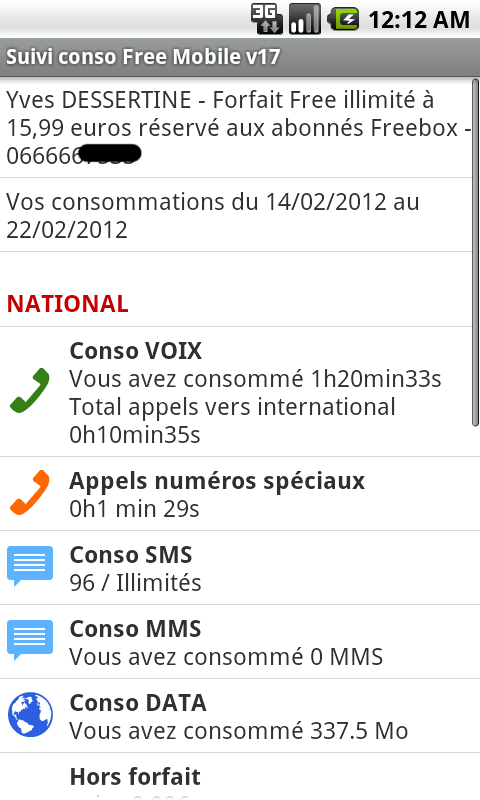 3G
12:12 AM
Suivi conso Free Mobile v17
Yves DESSERTINE - Forfait Free illimité à
15,99 euros réservé aux abonnés Freebox -
066666
Vos consommations du 14/02/2012 au
22/02/2012
NATIONAL
Conso VOIX
Vous avez consommé 1h20min33s
Total appels vers international
0h10min35s
Appels numéros spéciaux
0h1 min 29s
Conso SMS
96 / Illimités
Conso MMS
Vous avez consommé 0 MMS
Conso DATA
Vous avez consommé 337.5 Mo
Hors forfait